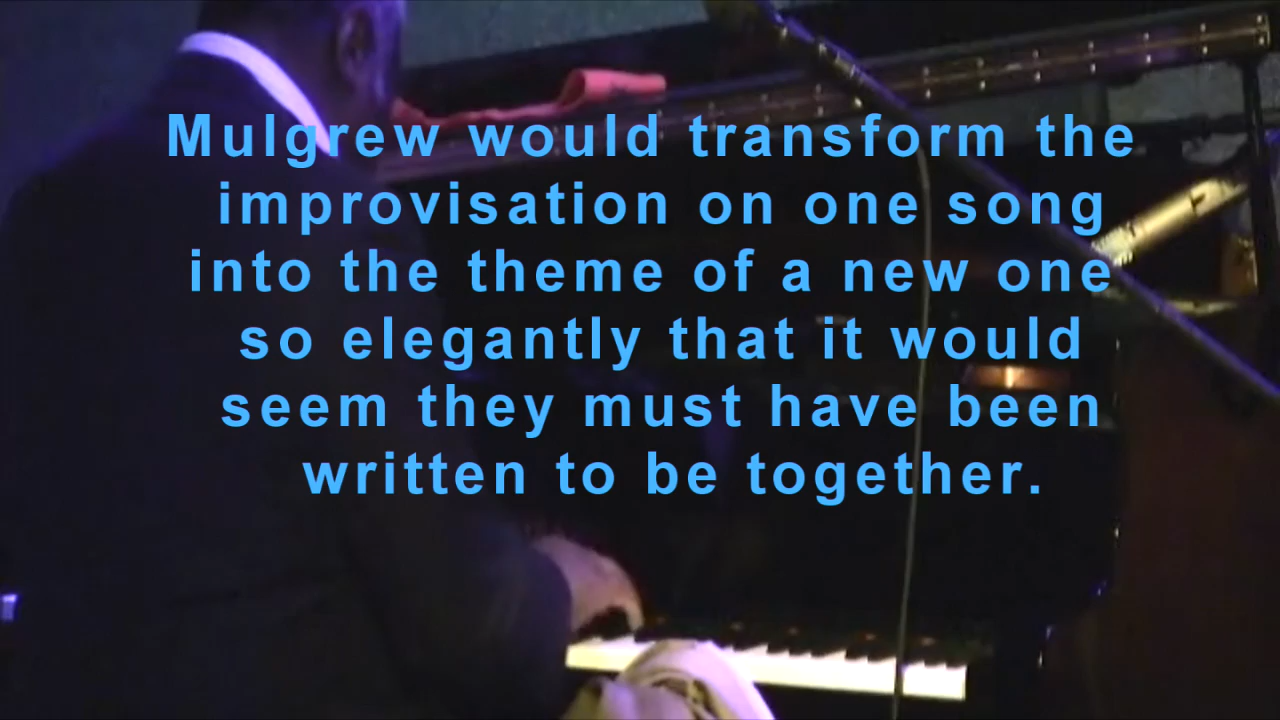 Mulgrew would transform the
improvisation on one song
into the theme of a new one
so elegantly that it would
seem they must have been
written to be together.